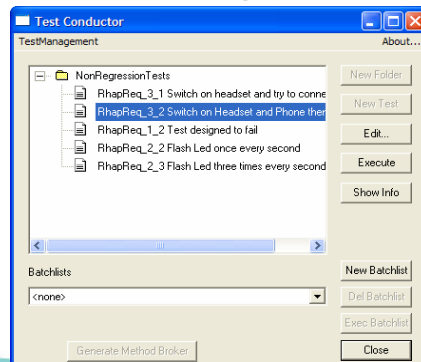 Test Conductor
TestManagement About...
NonRegressionTests
RhapReq_3_1 Switch on headset and try to conne
RhapReq_3_2 Switch on Headset and Phone ther
RhapReq_1_2 Test designed to fail
RhapReq_2_2 Flash Led once every second
RhapReq_2_3 Flash Led three times every second
New Folder
New Test
Edit...
Execute
Show Info
Batchlists
<none>
New Batchlist
Del Batchlist
Exec Batchlist
Generate Method Broker
Close